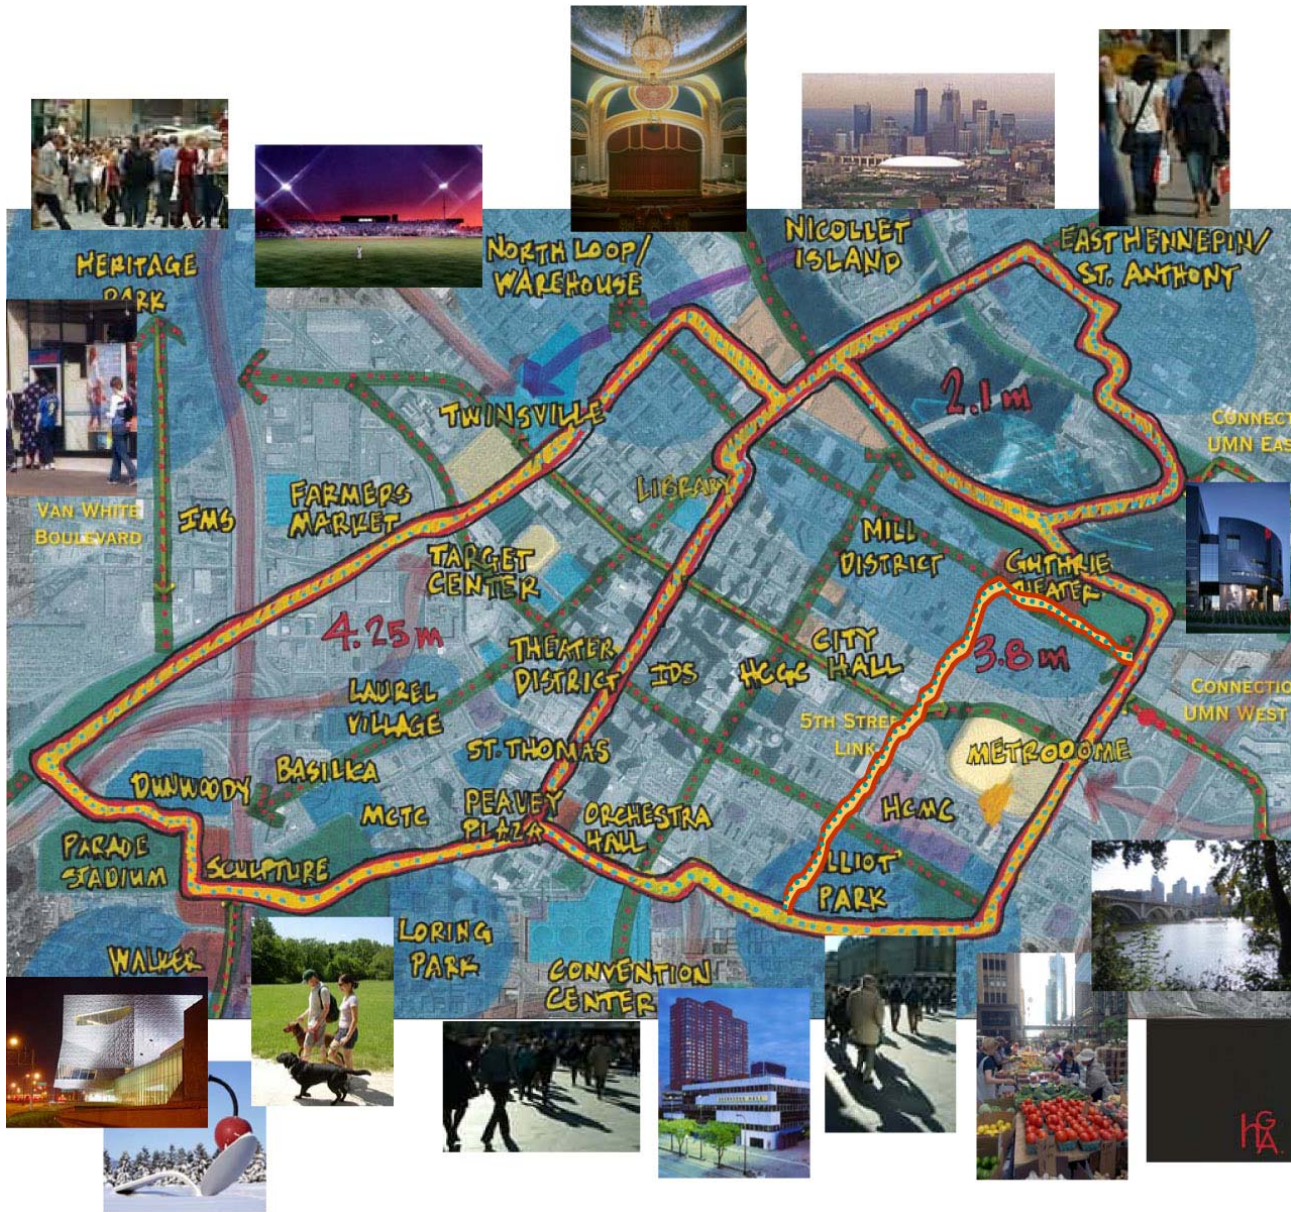 HERITAGE
PARK
NORTH LOOP/
WAREHOUSE
NICOLLET
ISLAND
EAST HENNEPIN/
ST. ANTHONY
TWINSVILLE
2.1 m
CONNECT
UMN EAS
VAN WHITE
BOULEVARD
IMS
FARMERS
MARKET
LIBRARY
TARGET
CENTER
MILL
DISTRICT
GUTHRIE
HEATER
4.25 m
THEATER
DISTRICT
IDS
HCGC
CITY
HALL
3.8 m
LAUREL
VILLAGE
5TH STREE
LINK
CONNECTIO
UMN WEST
ST. THOMAS
METRODOME
DUNWOODY
BASILKA
MCTC
PEAVEY
PLAZA
ORCHESTRA
HALL
HCMC
PARADE
STADIUM
SCULPTURE
LLIOT
PARK
LORING
PARK
WALKER
CONVENTION
CENTER
HGA.